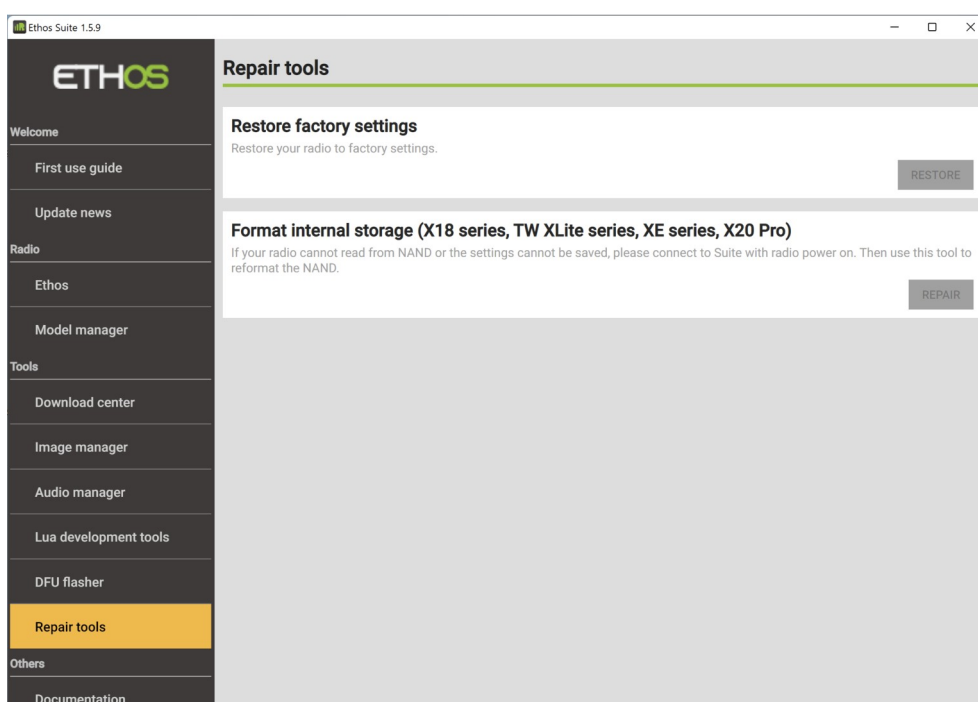 Ethos Suite 1.5.9
ETHOS
Welcome
First use guide
Update news
Radio
Ethos
Model manager
Tools
Download center
Image manager
Audio manager
Lua development tools
DFU flasher
Repair tools
Others
Documentation
Repair tools
Restore factory settings
Restore your radio to factory settings.
RESTORE
Format internal storage (X18 series, TW XLite series, XE series, X20 Pro)
If your radio cannot read from NAND or the settings cannot be saved, please connect to Suite with radio power on. Then use this tool to
reformat the NAND.
REPAIR